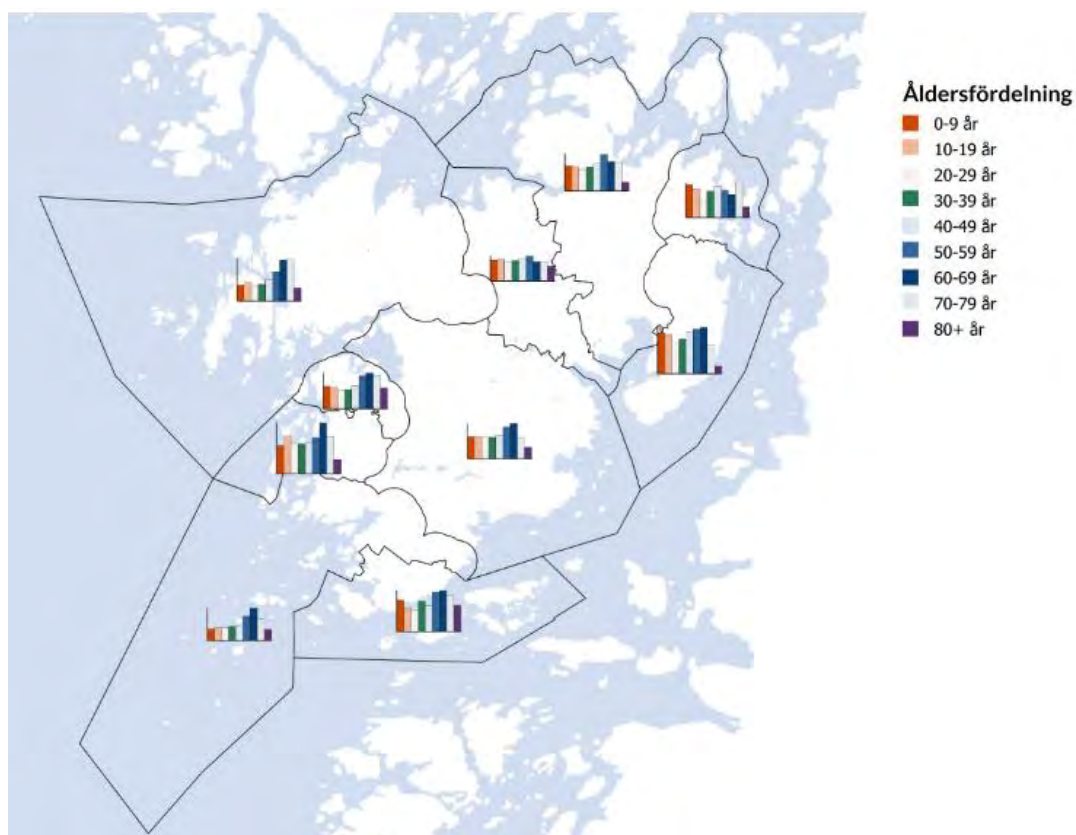 Åldersfördelning
0-9 år
10-19 år
20-29 år
30-39 år
40-49 år
50-59 år
60-69 år
70-79 år
80+ år